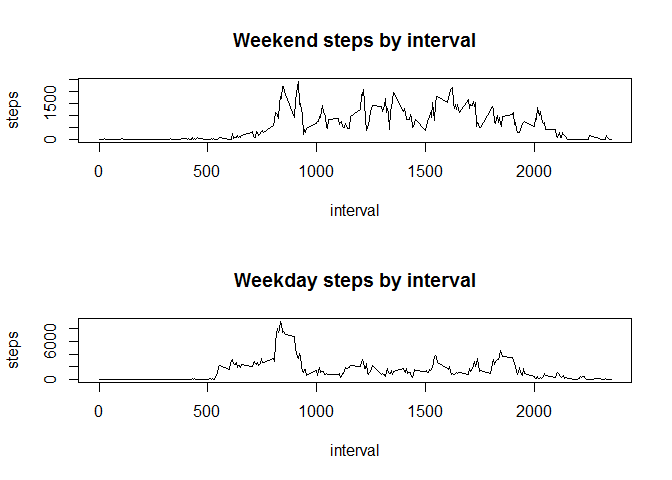 Weekend steps by interval
steps
1500
0
0 500 1000 1500 2000
interval
Weekday steps by interval
steps
6000
0
0 500 1000 1500 2000
interval